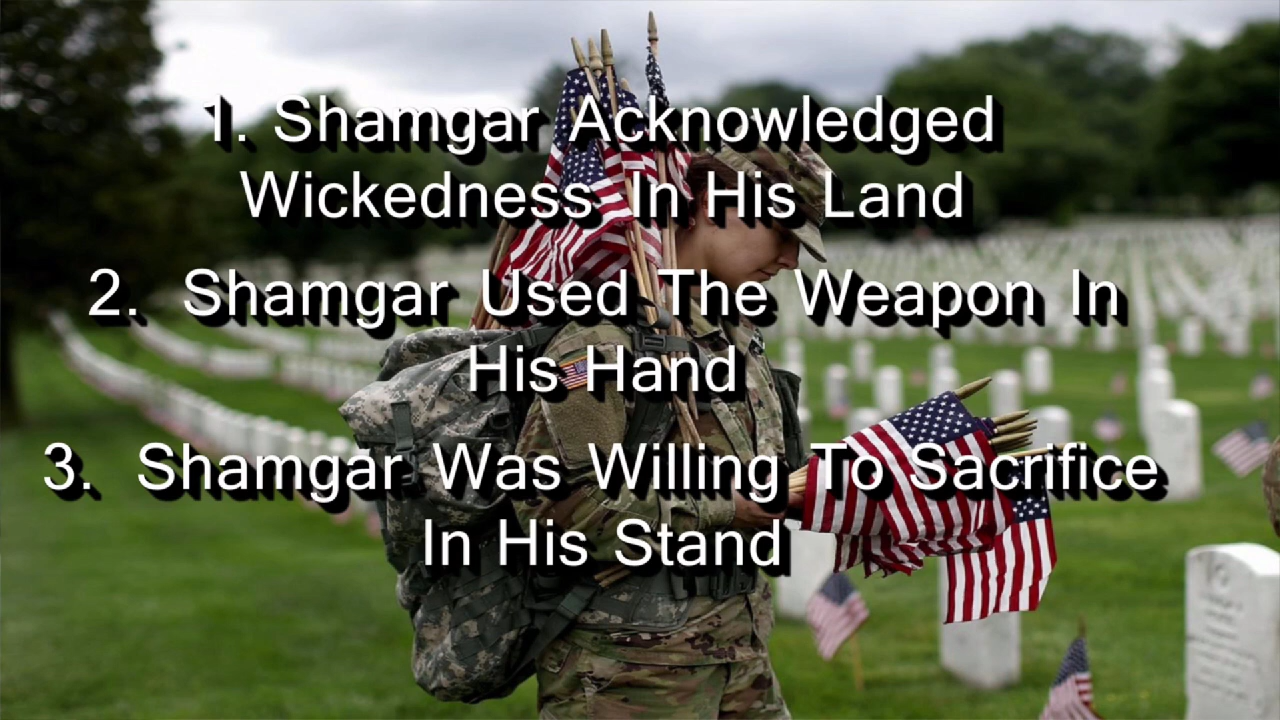 1. Shamgar Acknowledged
Wickedness In His Land
2. Shamgar Used The Weapon In
His Hand
3. Shamgar Was Willing To Sacrifice
In His Stand